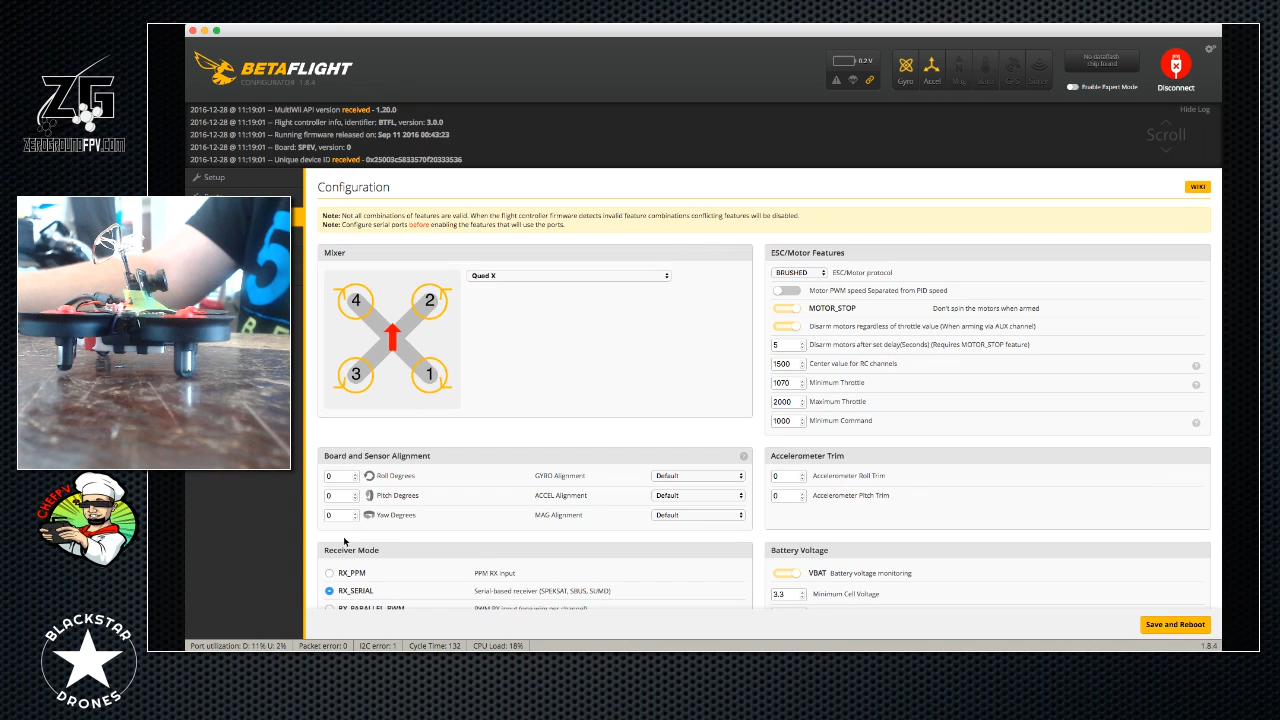 BETAFLIGHT
CONFIGURATOR 1.8.4
0.2 V
Gyro
Accel
No dataflash
chip found
Enable Expert Mode
Disconnect
2016-12-28 @ 11:19:01 -- MultiWii API version received - 1.20.0
2016-12-28 @ 11:19:01 -- Flight controller info, identifier: BTFL, version: 3.0.0
2016-12-28 @ 11:19:01 -- Running firmware released on: Sep 11 2016 00:43:23
2016-12-28 @ 11:19:01 -- Board: SPEV, version: 0
2016-12-28 @ 11:19:01 -- Unique device ID received - 0x25003c5833570f20333536
Hide Log
Scroll
ZG
ZEROGROUNDFPV.COM
Setup
Configuration
WIKI
Note: Not all combinations of features are valid. When the flight controller firmware detects invalid feature combinations conflicting features will be disabled.
Note: Configure serial ports before enabling the features that will use the ports.
Mixer
Quad X
4
2
3
1
ESC/Motor Features
BRUSHED ESC/Motor protocol
Motor PWM speed Separated from PID speed
MOTOR_STOP Don't spin the motors when armed
Disarm motors regardless of throttle value (When arming via AUX channel)
5 Disarm motors after set delay(Seconds) (Requires MOTOR_STOP feature)
1500 Center value for RC channels
1070 Minimum Throttle
2000 Maximum Throttle
1000 Minimum Command
Board and Sensor Alignment
0 Roll Degrees GYRO Alignment Default
0 Pitch Degrees ACCEL Alignment Default
0 Yaw Degrees MAG Alignment Default
Accelerometer Trim
0 Accelerometer Roll Trim
0 Accelerometer Pitch Trim
Receiver Mode
RX_PPM PPM RX input
RX_SERIAL Serial-based receiver (SPEKSAT, SBUS, SUMD)
RX_PARALLEL_PWM PWM RX input (one wire per channel)
Battery Voltage
VBAT Battery voltage monitoring
3.3 Minimum Cell Voltage
Save and Reboot
Port utilization: D: 11% U: 2%
Packet error: 0
I2C error: 1
Cycle Time: 132
CPU Load: 18%
1.8.4
CHEFPV
BLACKSTAR
DRONES